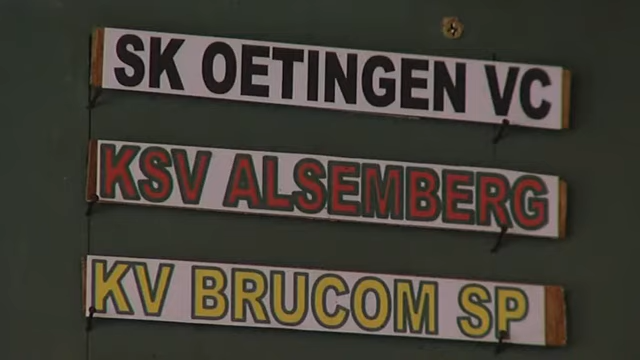 SK OETINGEN VC
KSV ALSEMBERG
KV BRUCOM SP